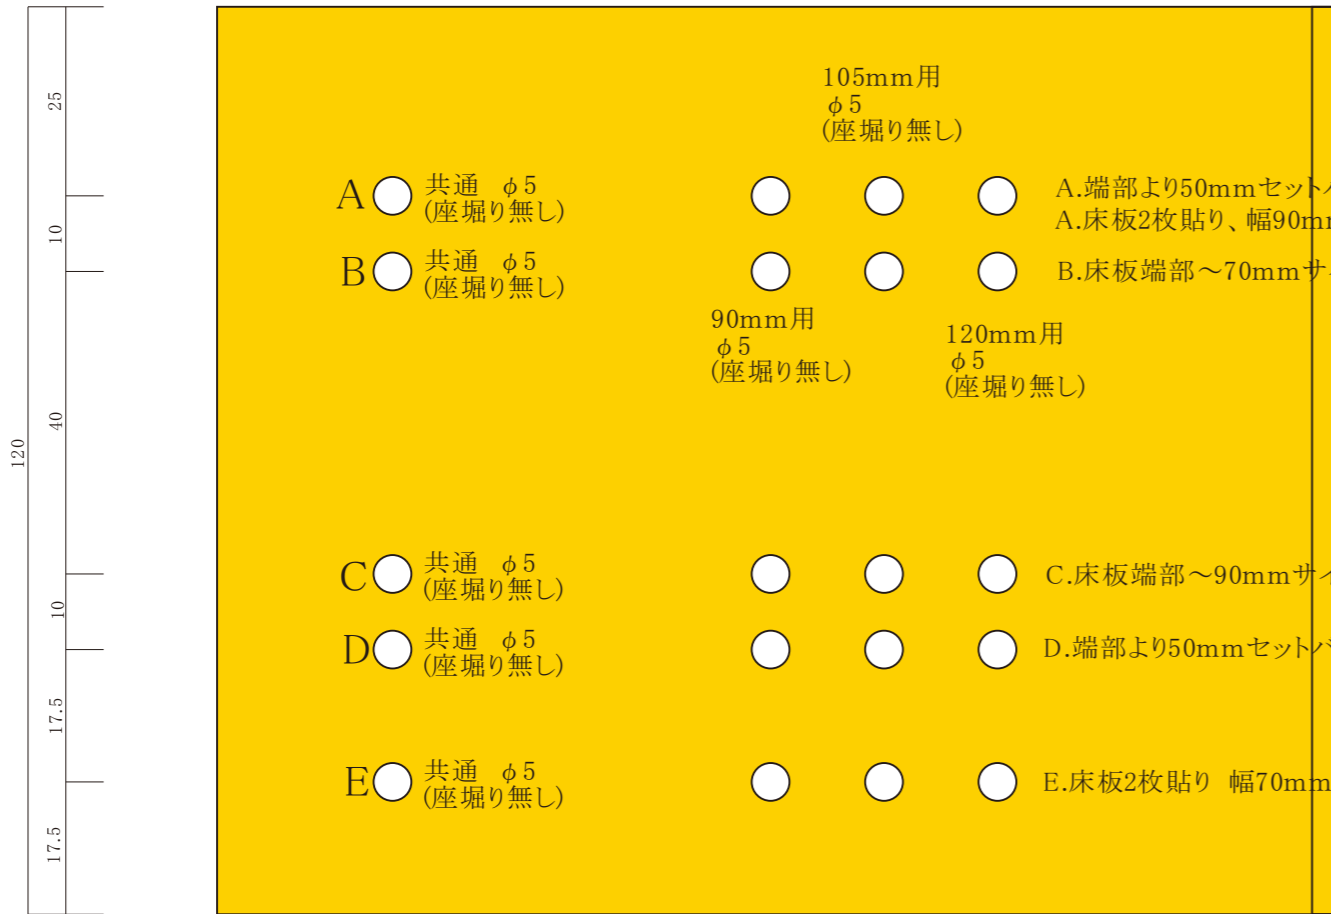 25
10
40
120
10
17.5
17.5
105mm用
φ5
(座堀り無し)
A
共通 φ5
(座堀り無し)
A.端部より50mmセット
A.床板2枚貼り、幅90m
B
共通 φ5
(座堀り無し)
B.床板端部～70mmサ
90mm用
φ5
(座堀り無し)
120mm用
φ5
(座堀り無し)
C
共通 φ5
(座堀り無し)
C.床板端部～90mmサイ
D
共通 φ5
(座堀り無し)
D.端部より50mmセットバ
E
共通 φ5
(座堀り無し)
E.床板2枚貼り 幅70mm